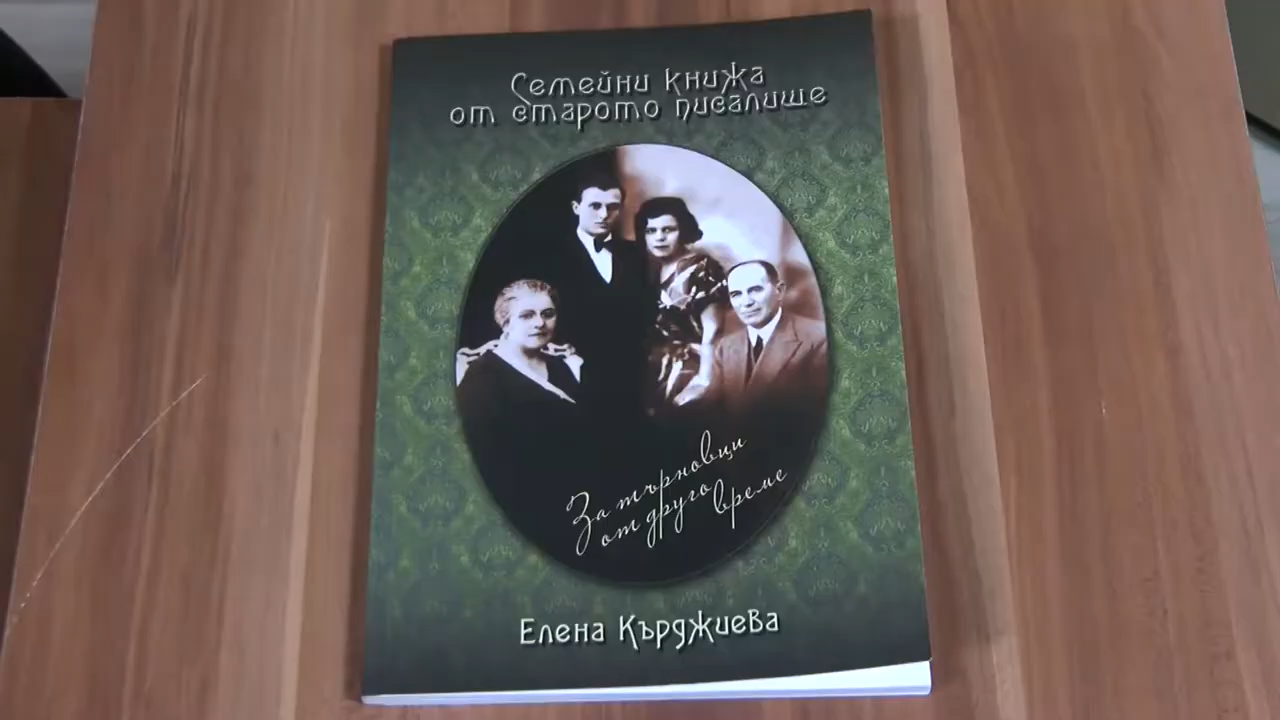 Семейни книжа
от старото писалище
За търновци
от друго време
Елена Кърджиева